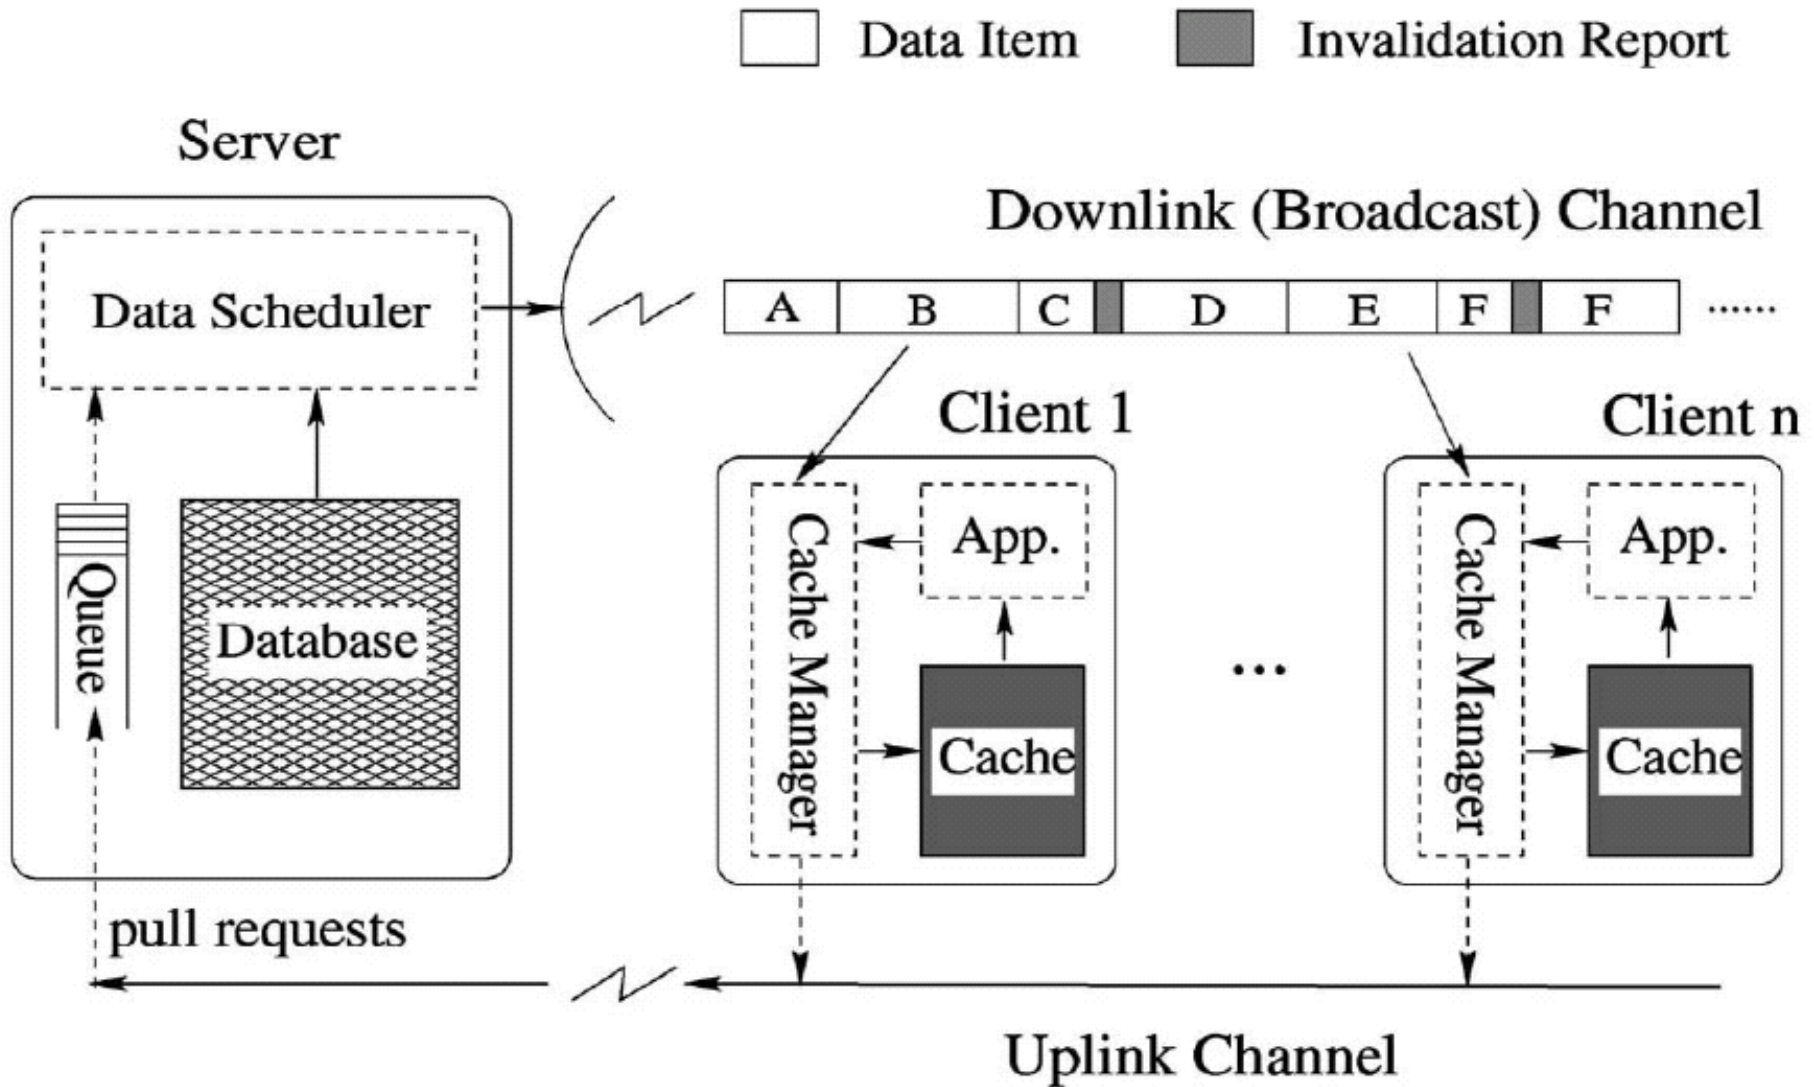 Data Item
Invalidation Report
Server
Downlink (Broadcast) Channel
Data Scheduler
A B C D E F F ......
Client 1
Client n
Queue
Database
Cache Manager
App.
Cache
...
Cache Manager
App.
Cache
pull requests
Uplink Channel